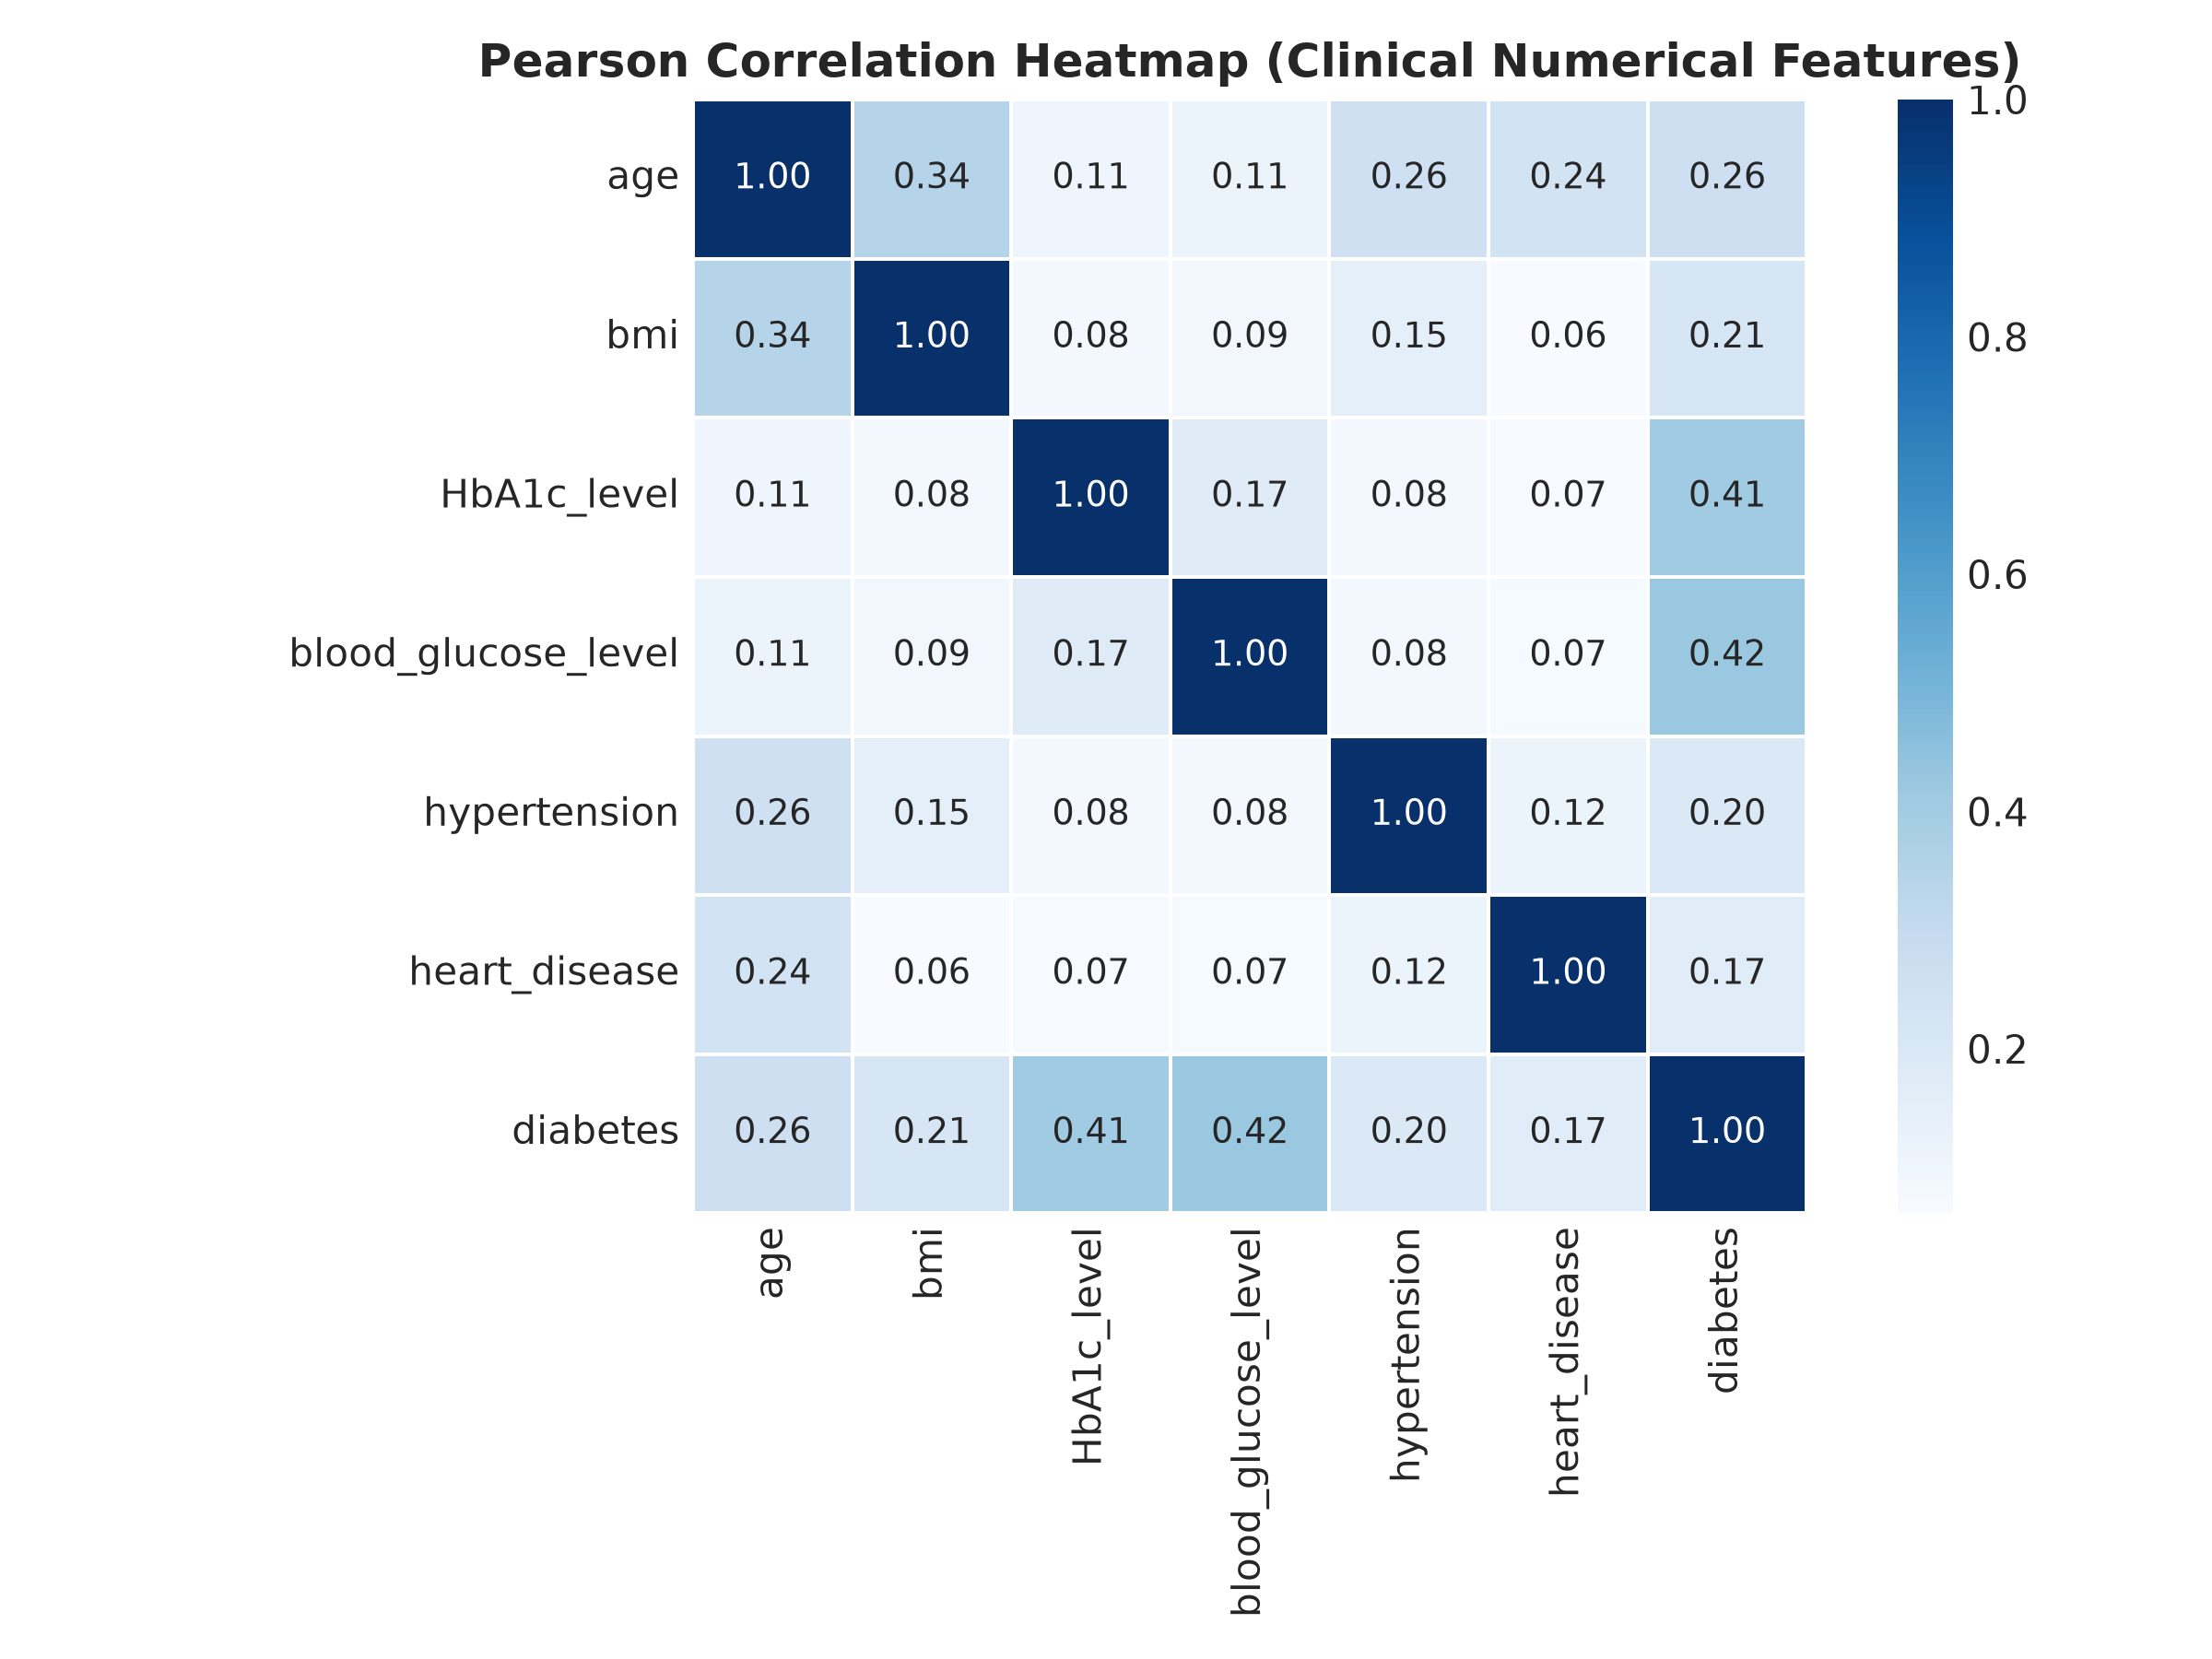 Pearson Correlation Heatmap (Clinical Numerical Features)
age 1.00 0.34 0.11 0.11 0.26 0.24 0.26
bmi 0.34 1.00 0.08 0.09 0.15 0.06 0.21
HbA1c_level 0.11 0.08 1.00 0.17 0.08 0.07 0.41
blood_glucose_level 0.11 0.09 0.17 1.00 0.08 0.07 0.42
hypertension 0.26 0.15 0.08 0.08 1.00 0.12 0.20
heart_disease 0.24 0.06 0.07 0.07 0.12 1.00 0.17
diabetes 0.26 0.21 0.41 0.42 0.20 0.17 1.00
age
bmi
HbA1c_level
blood_glucose_level
hypertension
heart_disease
diabetes
1.0
0.8
0.6
0.4
0.2